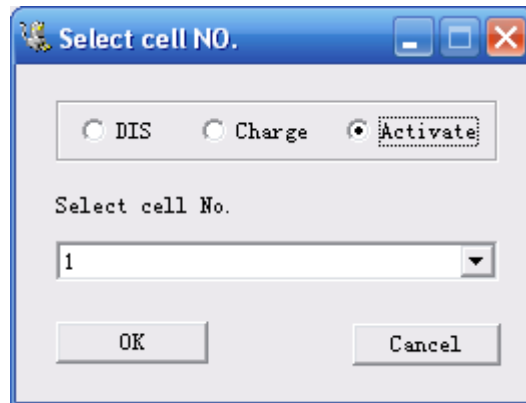 Select cell NO.
DIS Charge Activate
Select cell No.
1
OK Cancel